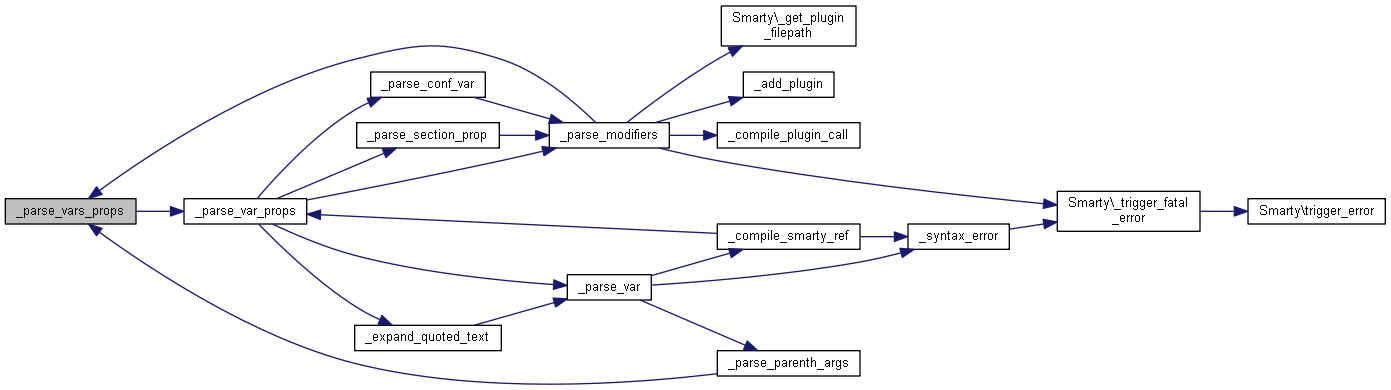 Smarty\_get_plugin
_filepath
_parse_conf_var
_add_plugin
_parse_section_prop
_parse_modifiers
_compile_plugin_call
_parse_vars_props
_parse_var_props
Smarty\_trigger_fatal
_error
Smarty\trigger_error
_compile_smarty_ref
_syntax_error
_parse_var
_expand_quoted_text
_parse_parenth_args